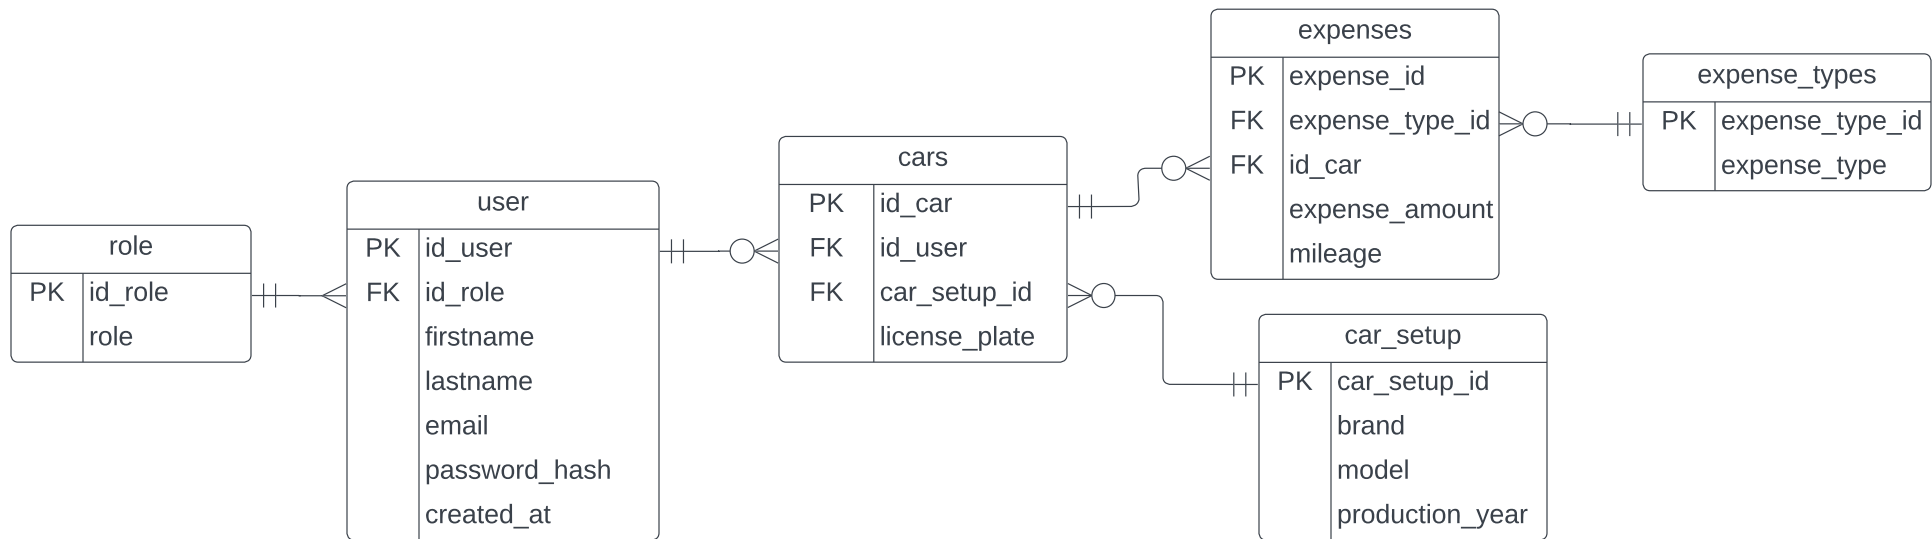 role
PK id_role
role
user
PK id_user
FK id_role
firstname
lastname
email
password_hash
created_at
cars
PK id_car
FK id_user
FK car_setup_id
license_plate
expenses
PK expense_id
FK expense_type_id
FK id_car
expense_amount
mileage
car_setup
PK car_setup_id
brand
model
production_year
expense_types
PK expense_type_id
expense_type